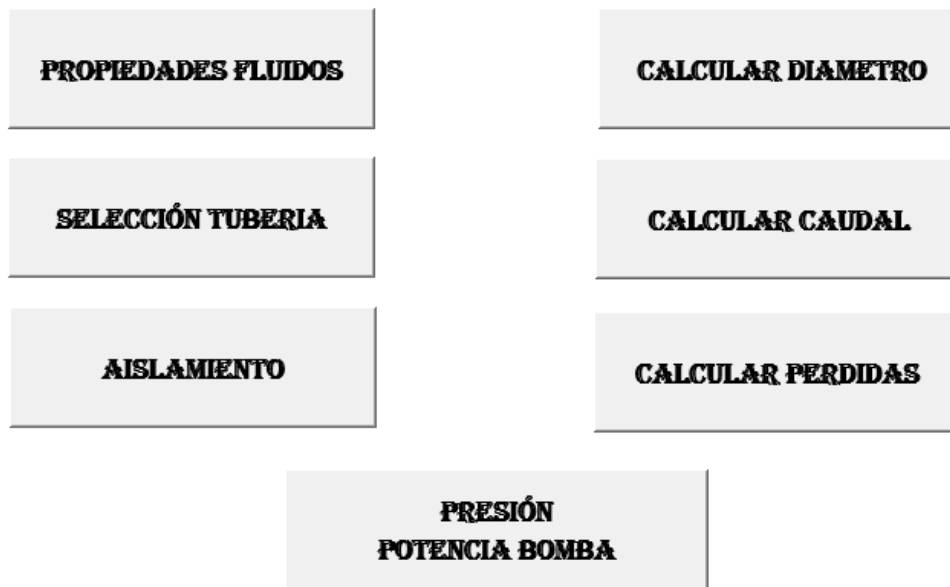 PROPIEDADES FLUIDOS
CALCULAR DIAMETRO
SELECCIÓN TUBERIA
CALCULAR CAUDAL
AISLAMIENTO
CALCULAR PERDIDAS
PRESIÓN
POTENCIA BOMBA